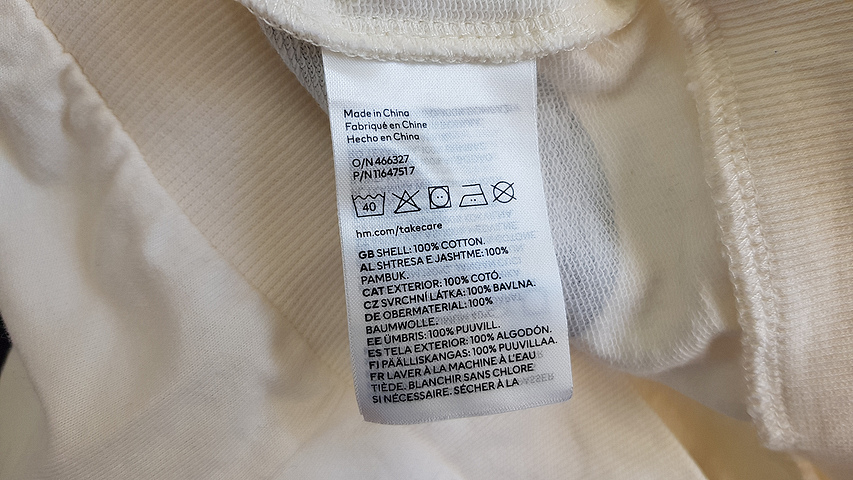 Made in China
Fabriqué en Chine
Hecho en China
O/N 466327
P/N 11647517
40
hm.com/takecare
GB SHELL: 100% COTTON.
AL SHTRESA E JASHTME: 100%
PAMBUK.
CAT EXTERIOR: 100% COTÓ.
CZ SVRCHNÍ LÁTKA: 100% BAVLNA.
DE OBERMATERIAL: 100%
BAUMWOLLE.
EE ÜMBRIS: 100% PUUVILL.
ES TELA EXTERIOR: 100% ALGODÓN.
FI PÄÄLLISKANGAS: 100% PUUVILLAA.
FR LAVER À LA MACHINE À L'EAU
TIÈDE. BLANCHIR SANS CHLORE
SI NÉCESSAIRE. SÉCHER À LA